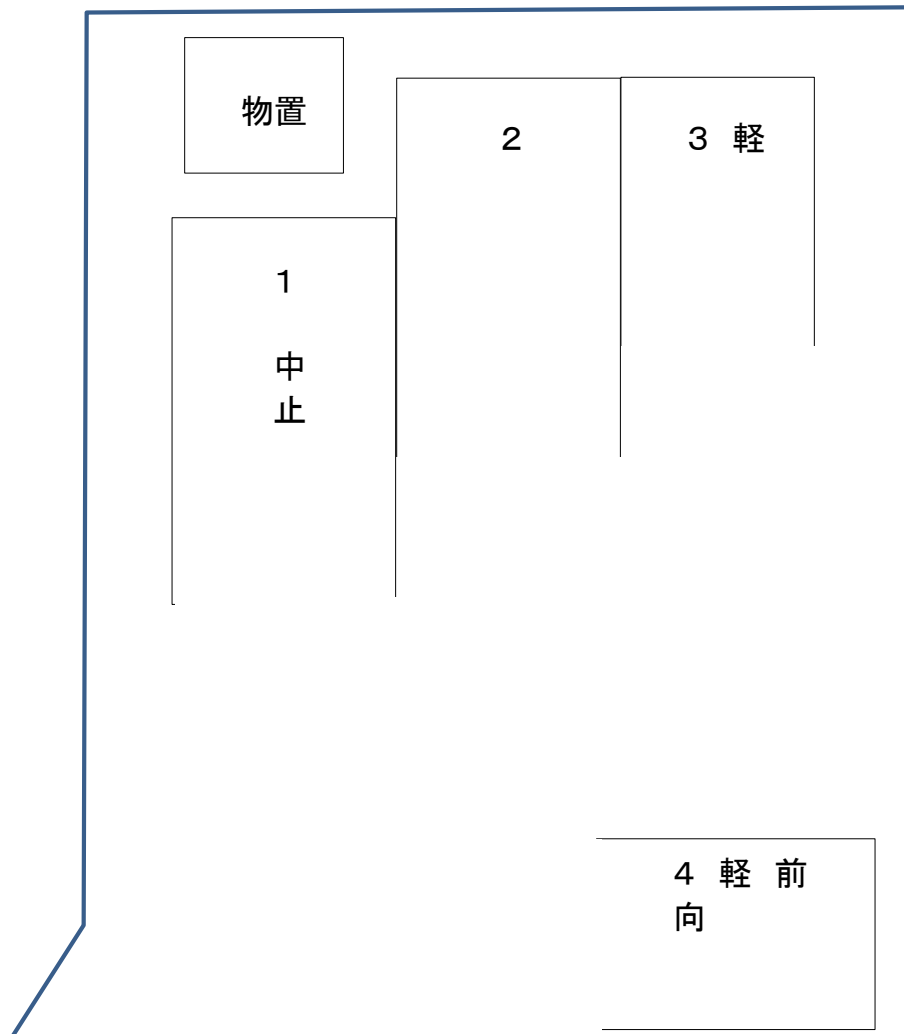 物置
２
３ 軽
１
中
止
４ 軽 前
向